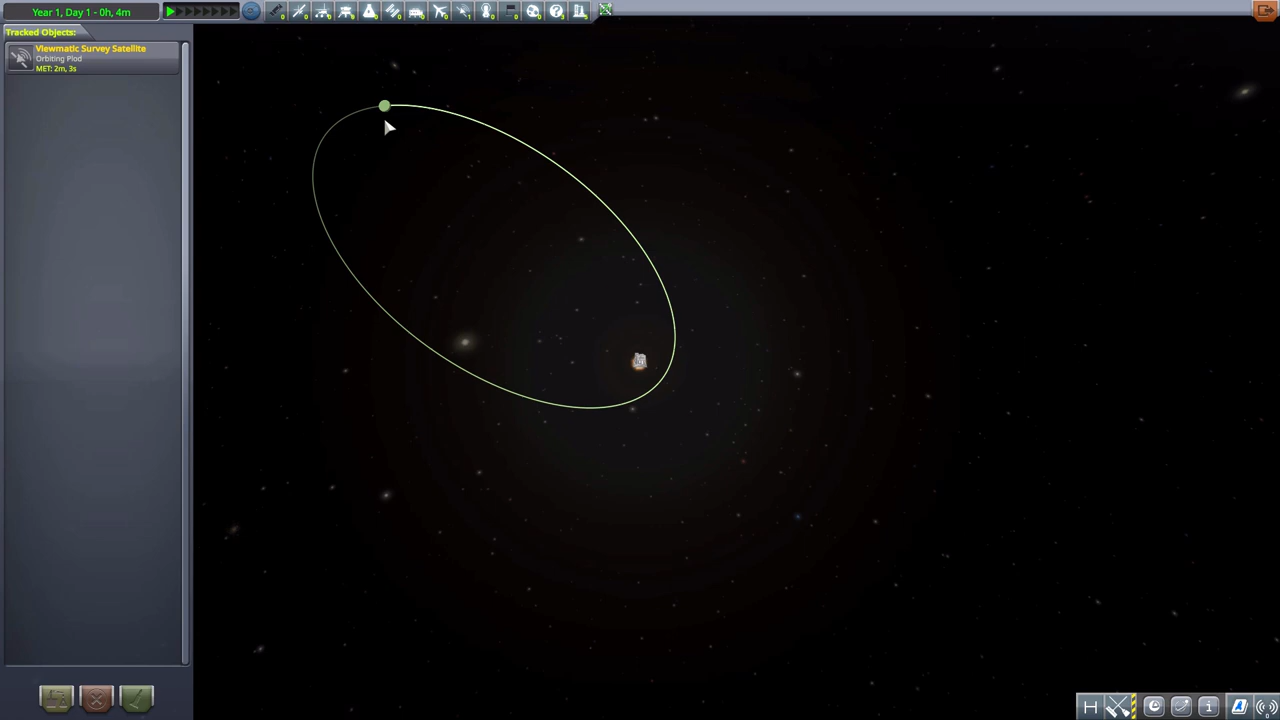 Year 1, Day 1 - 0h, 4m
Tracked Objects:
Viewmatic Survey Satellite
Orbiting Plod
MET: 2m, 3s